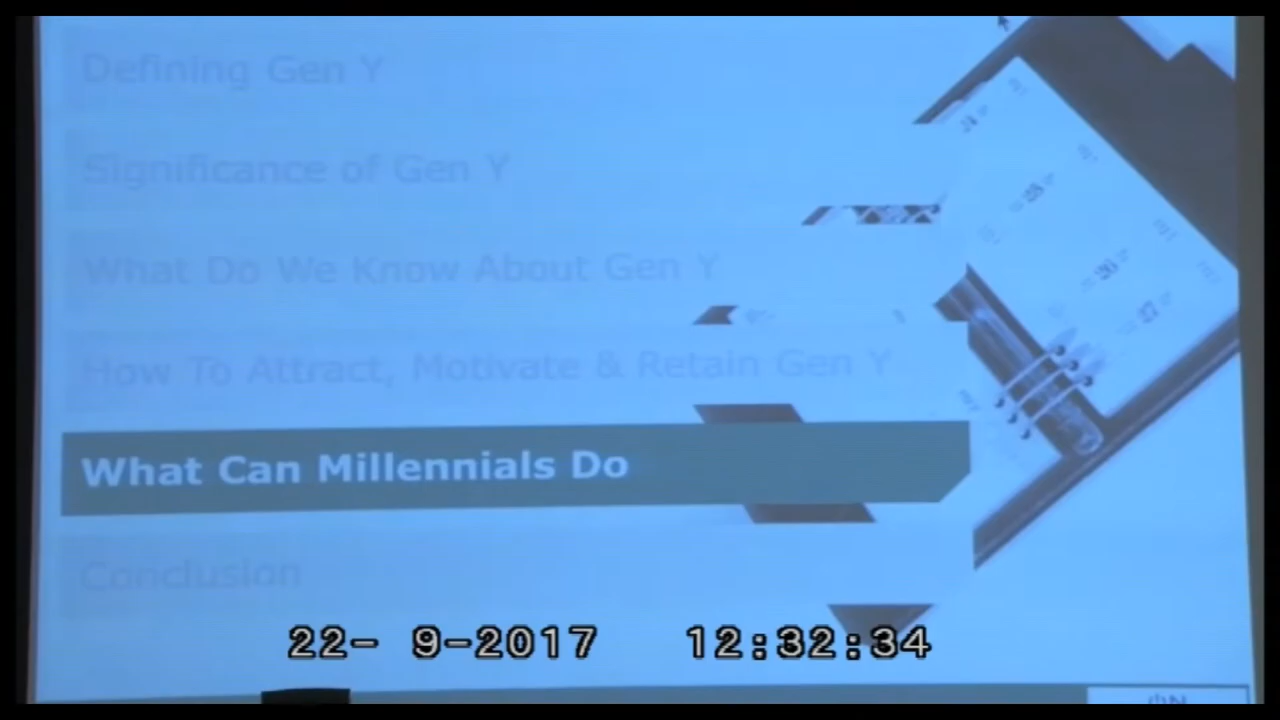 Defining Gen Y
Significance of Gen Y
What Do We Know About Gen Y
How To Attract, Motivate & Retain Gen Y
What Can Millennials Do
Conclusion
22- 9-2017 12:32:34